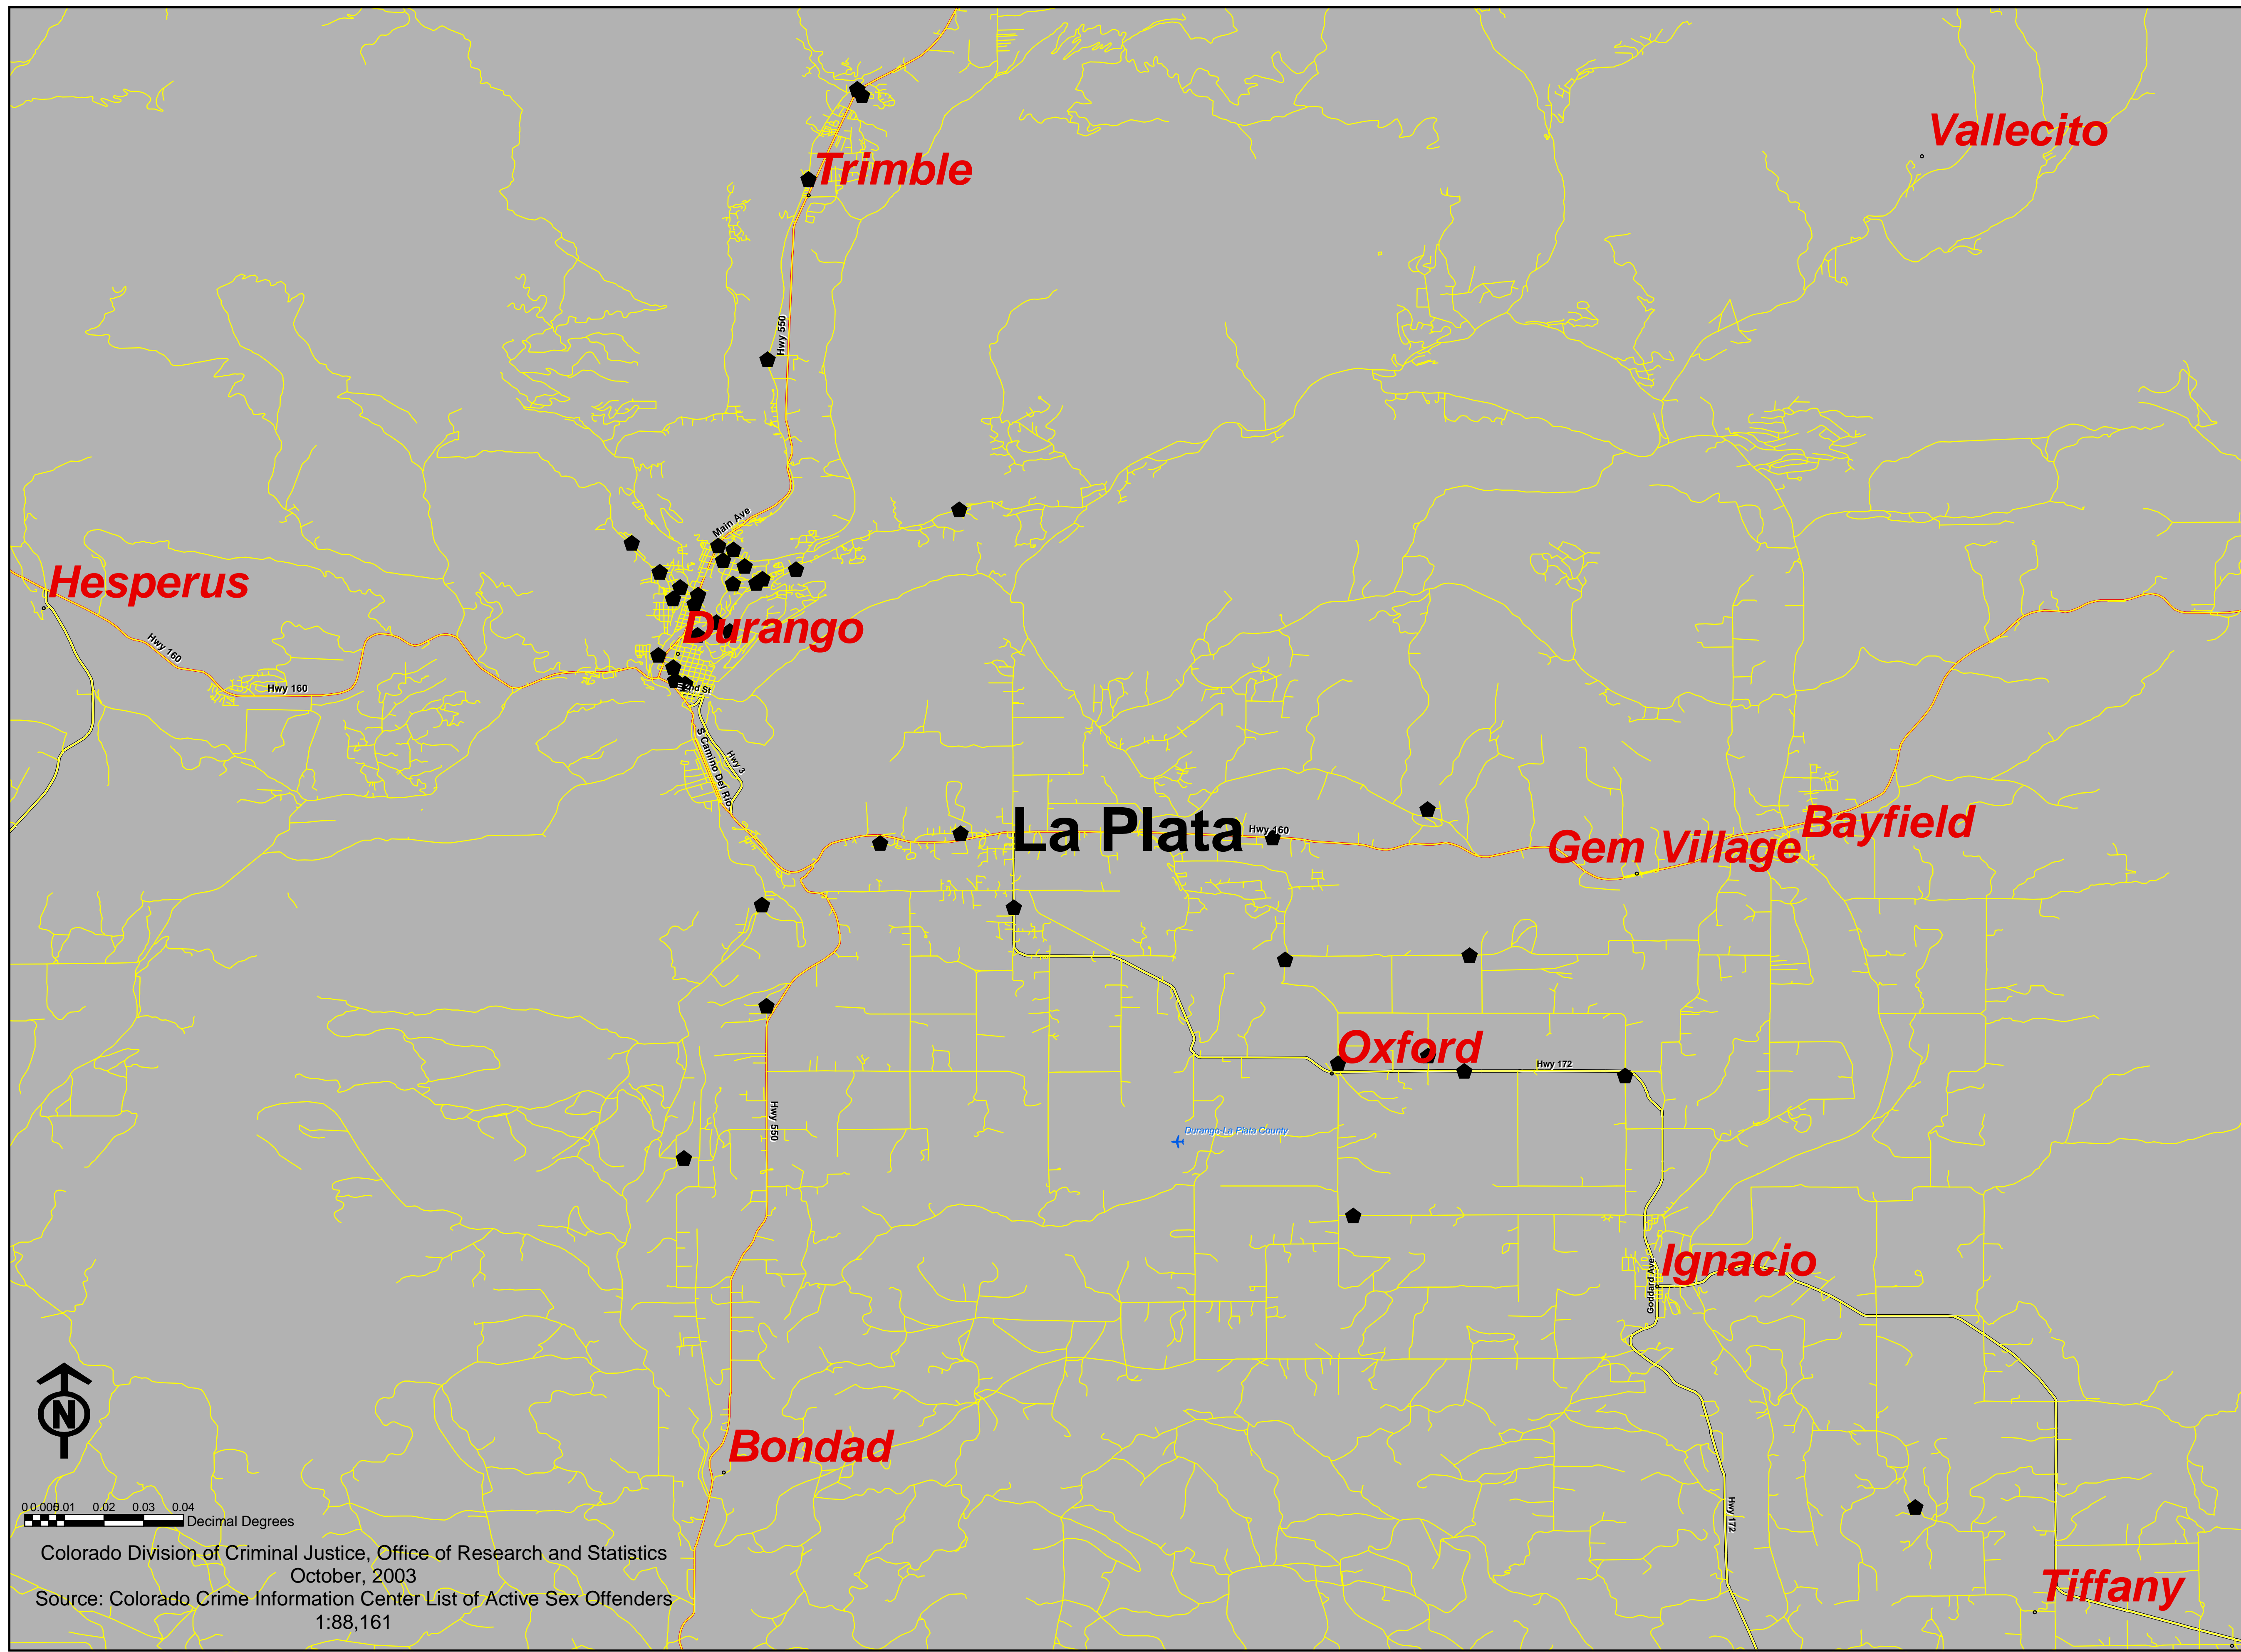 Vallecito
Trimble
Hwy 550
Main Ave
Hesperus
Durango
Hwy 160
Hwy 160
2nd St
S Camino Del Rio
Hwy 3
La Plata
Hwy 160
Gem Village
Bayfield
Oxford
Hwy 172
Hwy 550
Durango-La Plata County
Ignacio
Goddard Ave
Bondad
N
Hwy 172
0 0.005 0.01 0.02 0.03 0.04
Decimal Degrees
Colorado Division of Criminal Justice, Office of Research and Statistics
October, 2003
Source: Colorado Crime Information Center List of Active Sex Offenders
1:88,161
Tiffany